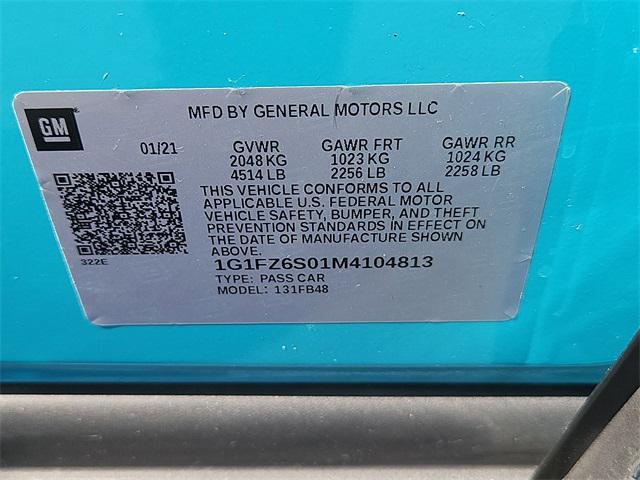 GM
MFD BY GENERAL MOTORS LLC
01/21 GVWR GAWR FRT GAWR RR
2048 KG 1023 KG 1024 KG
4514 LB 2256 LB 2258 LB
THIS VEHICLE CONFORMS TO ALL
APPLICABLE U.S. FEDERAL MOTOR
VEHICLE SAFETY, BUMPER, AND THEFT
PREVENTION STANDARDS IN EFFECT ON
THE DATE OF MANUFACTURE SHOWN
ABOVE.
322E
1G1FZ6S01M4104813
TYPE: PASS CAR
MODEL: 131FB48